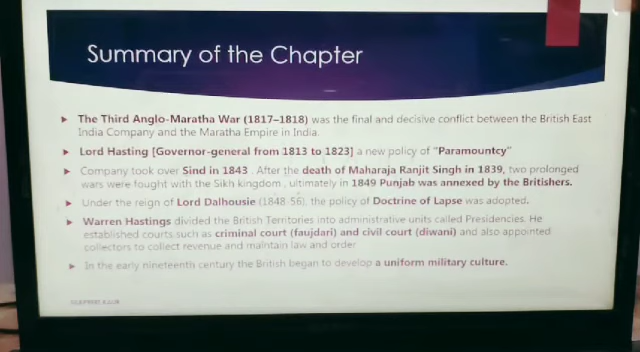 Summary of the Chapter
The Third Anglo-Maratha War (1817–1818) was the final and decisive conflict between the British East
India Company and the Maratha Empire in India.
Lord Hasting [Governor-general from 1813 to 1823] a new policy of "Paramountcy"
Company took over Sind in 1843 . After the death of Maharaja Ranjit Singh in 1839, two prolonged
wars were fought with the Sikh kingdom , ultimately in 1849 Punjab was annexed by the Britishers.
Under the reign of Lord Dalhousie (1848-56), the policy of Doctrine of Lapse was adopted.
Warren Hastings divided the British Territories into administrative units called Presidencies. He
established courts such as criminal court (faujdari) and civil court (diwani) and also appointed
collectors to collect revenue and maintain law and order
In the early nineteenth century the British began to develop a uniform military culture.